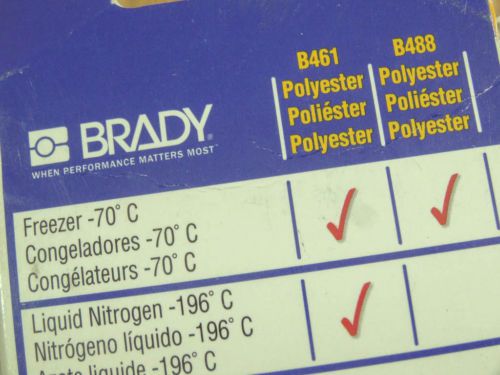 BRADY
WHEN PERFORMANCE MATTERS MOST
B461
Polyester
Poliéster
Polyester
B488
Polyester
Poliéster
Polyester
Freezer -70° C
Congeladores -70° C
Congélateurs -70° C
Liquid Nitrogen -196° C
Nitrógeno líquido -196° C
liquide -196° C